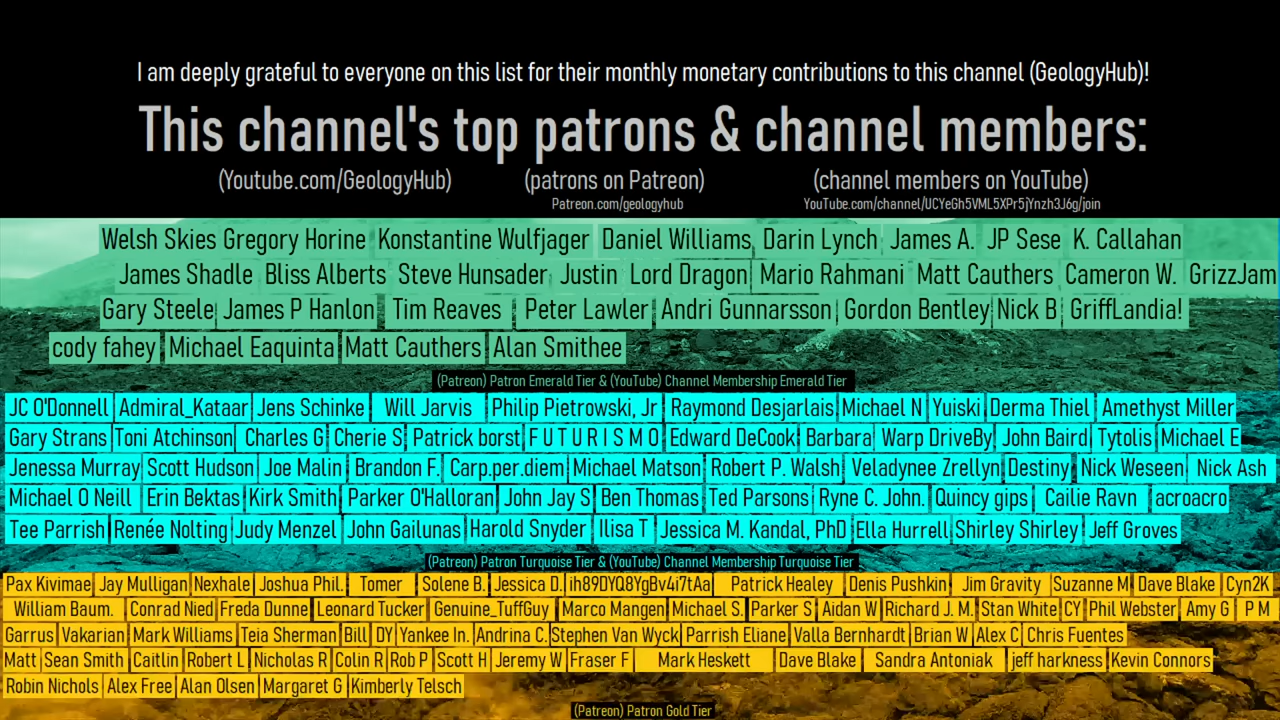 I am deeply grateful to everyone on this list for their monthly monetary contributions to this channel (GeologyHub)!
This channel's top patrons & channel members:
(Youtube.com/GeologyHub) (patrons on Patreon) (channel members on YouTube)
Patreon.com/geologyhub YouTube.com/channel/UCYeGh5VML5XPr5jYnzh3J6g/join
Welsh Skies Gregory Horine Konstantine Wulfjager Daniel Williams Darin Lynch James A. JP Sese K. Callahan
James Shadle Bliss Alberts Steve Hunsader Justin Lord Dragon Mario Rahmani Matt Cauthers Cameron W. GrizzJam
Gary Steele James P Hanlon Tim Reaves Peter Lawler Andri Gunnarsson Gordon Bentley Nick B GriffLandia!
cody fahey Michael Eaquinta Matt Cauthers Alan Smithee
(Patreon) Patron Emerald Tier & (YouTube) Channel Membership Emerald Tier
JC O'Donnell Admiral_Kataar Jens Schinke Will Jarvis Philip Pietrowski, Jr Raymond Desjarlais Michael N Yuiski Derma Thiel Amethyst Miller
Gary Strans Toni Atchinson Charles G Cherie S Patrick borst F U T U R I S M O Edward DeCook Barbara Warp DriveBy John Baird Tytolis Michael E
Jenessa Murray Scott Hudson Joe Malin Brandon F. Carp.per.diem Michael Matson Robert P. Walsh Veladynee Zrellyn Destiny Nick Weseen Nick Ash
Michael O Neill Erin Bektas Kirk Smith Parker O'Halloran John Jay S Ben Thomas Ted Parsons Ryne C. John. Quincy gips Cailie Ravn acroacro
Tee Parrish Renée Nolting Judy Menzel John Gailunas Harold Snyder Ilisa T Jessica M. Kandal, PhD Ella Hurrell Shirley Shirley Jeff Groves
(Patreon) Patron Turquoise Tier & (YouTube) Channel Membership Turquoise Tier
Pax Kivimae Jay Mulligan Nexhale Joshua Phil. Tomer Solene B. Jessica D. ih89DYQ8YgBv4i7tAa Patrick Healey Denis Pushkin Jim Gravity Suzanne M Dave Blake Cyn2K
William Baum. Conrad Nied Freda Dunne Leonard Tucker Genuine_TuffGuy Marco Mangen Michael S. Parker S Aidan W Richard J. M. Stan White CY Phil Webster Amy G P M
Garrus Vakarian Mark Williams Teia Sherman Bill DY Yankee In. Andrina C. Stephen Van Wyck Parrish Eliane Valla Bernhardt Brian W Alex C Chris Fuentes
Matt Sean Smith Caitlin Robert L Nicholas R Colin R Rob P Scott H Jeremy W Fraser F Mark Heskett Dave Blake Sandra Antoniak jeff harkness Kevin Connors
Robin Nichols Alex Free Alan Olsen Margaret G Kimberly Telsch
(Patreon) Patron Gold Tier